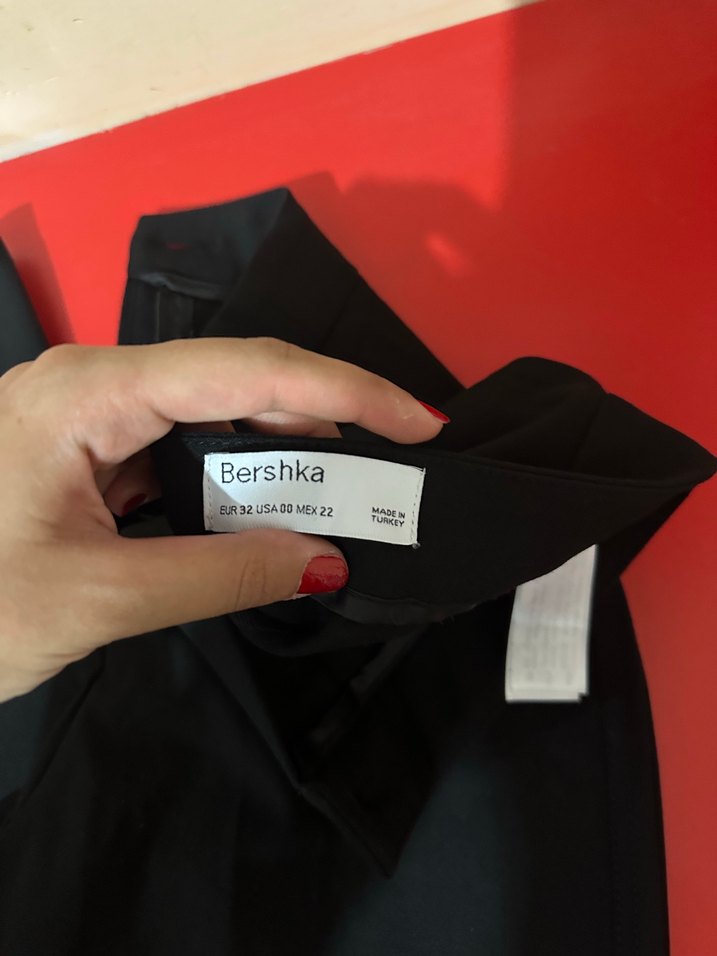 Bershka
EUR 32 USA 00 MEX 22
MADE IN
TURKEY